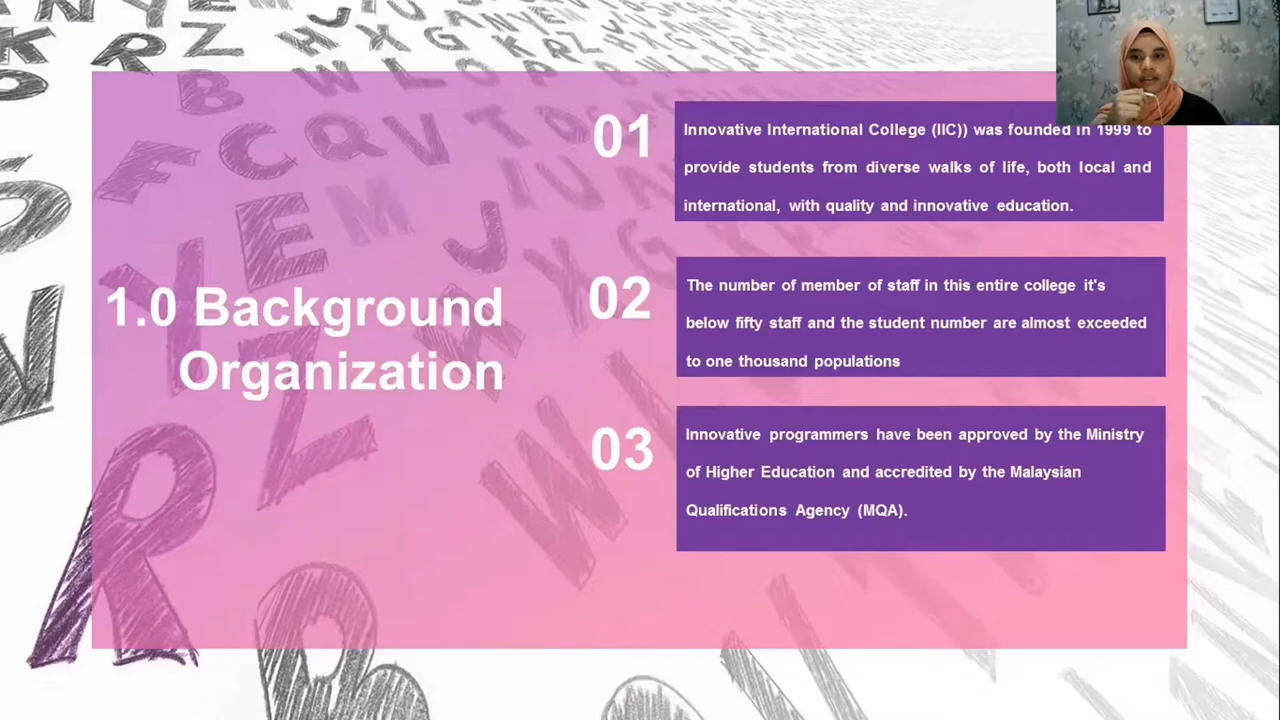 1.0 Background
Organization
01
Innovative International College (IIC)) was founded in 1999 to
provide students from diverse walks of life, both local and
international, with quality and innovative education.
02
The number of member of staff in this entire college it's
below fifty staff and the student number are almost exceeded
to one thousand populations
03
Innovative programmers have been approved by the Ministry
of Higher Education and accredited by the Malaysian
Qualifications Agency (MQA).